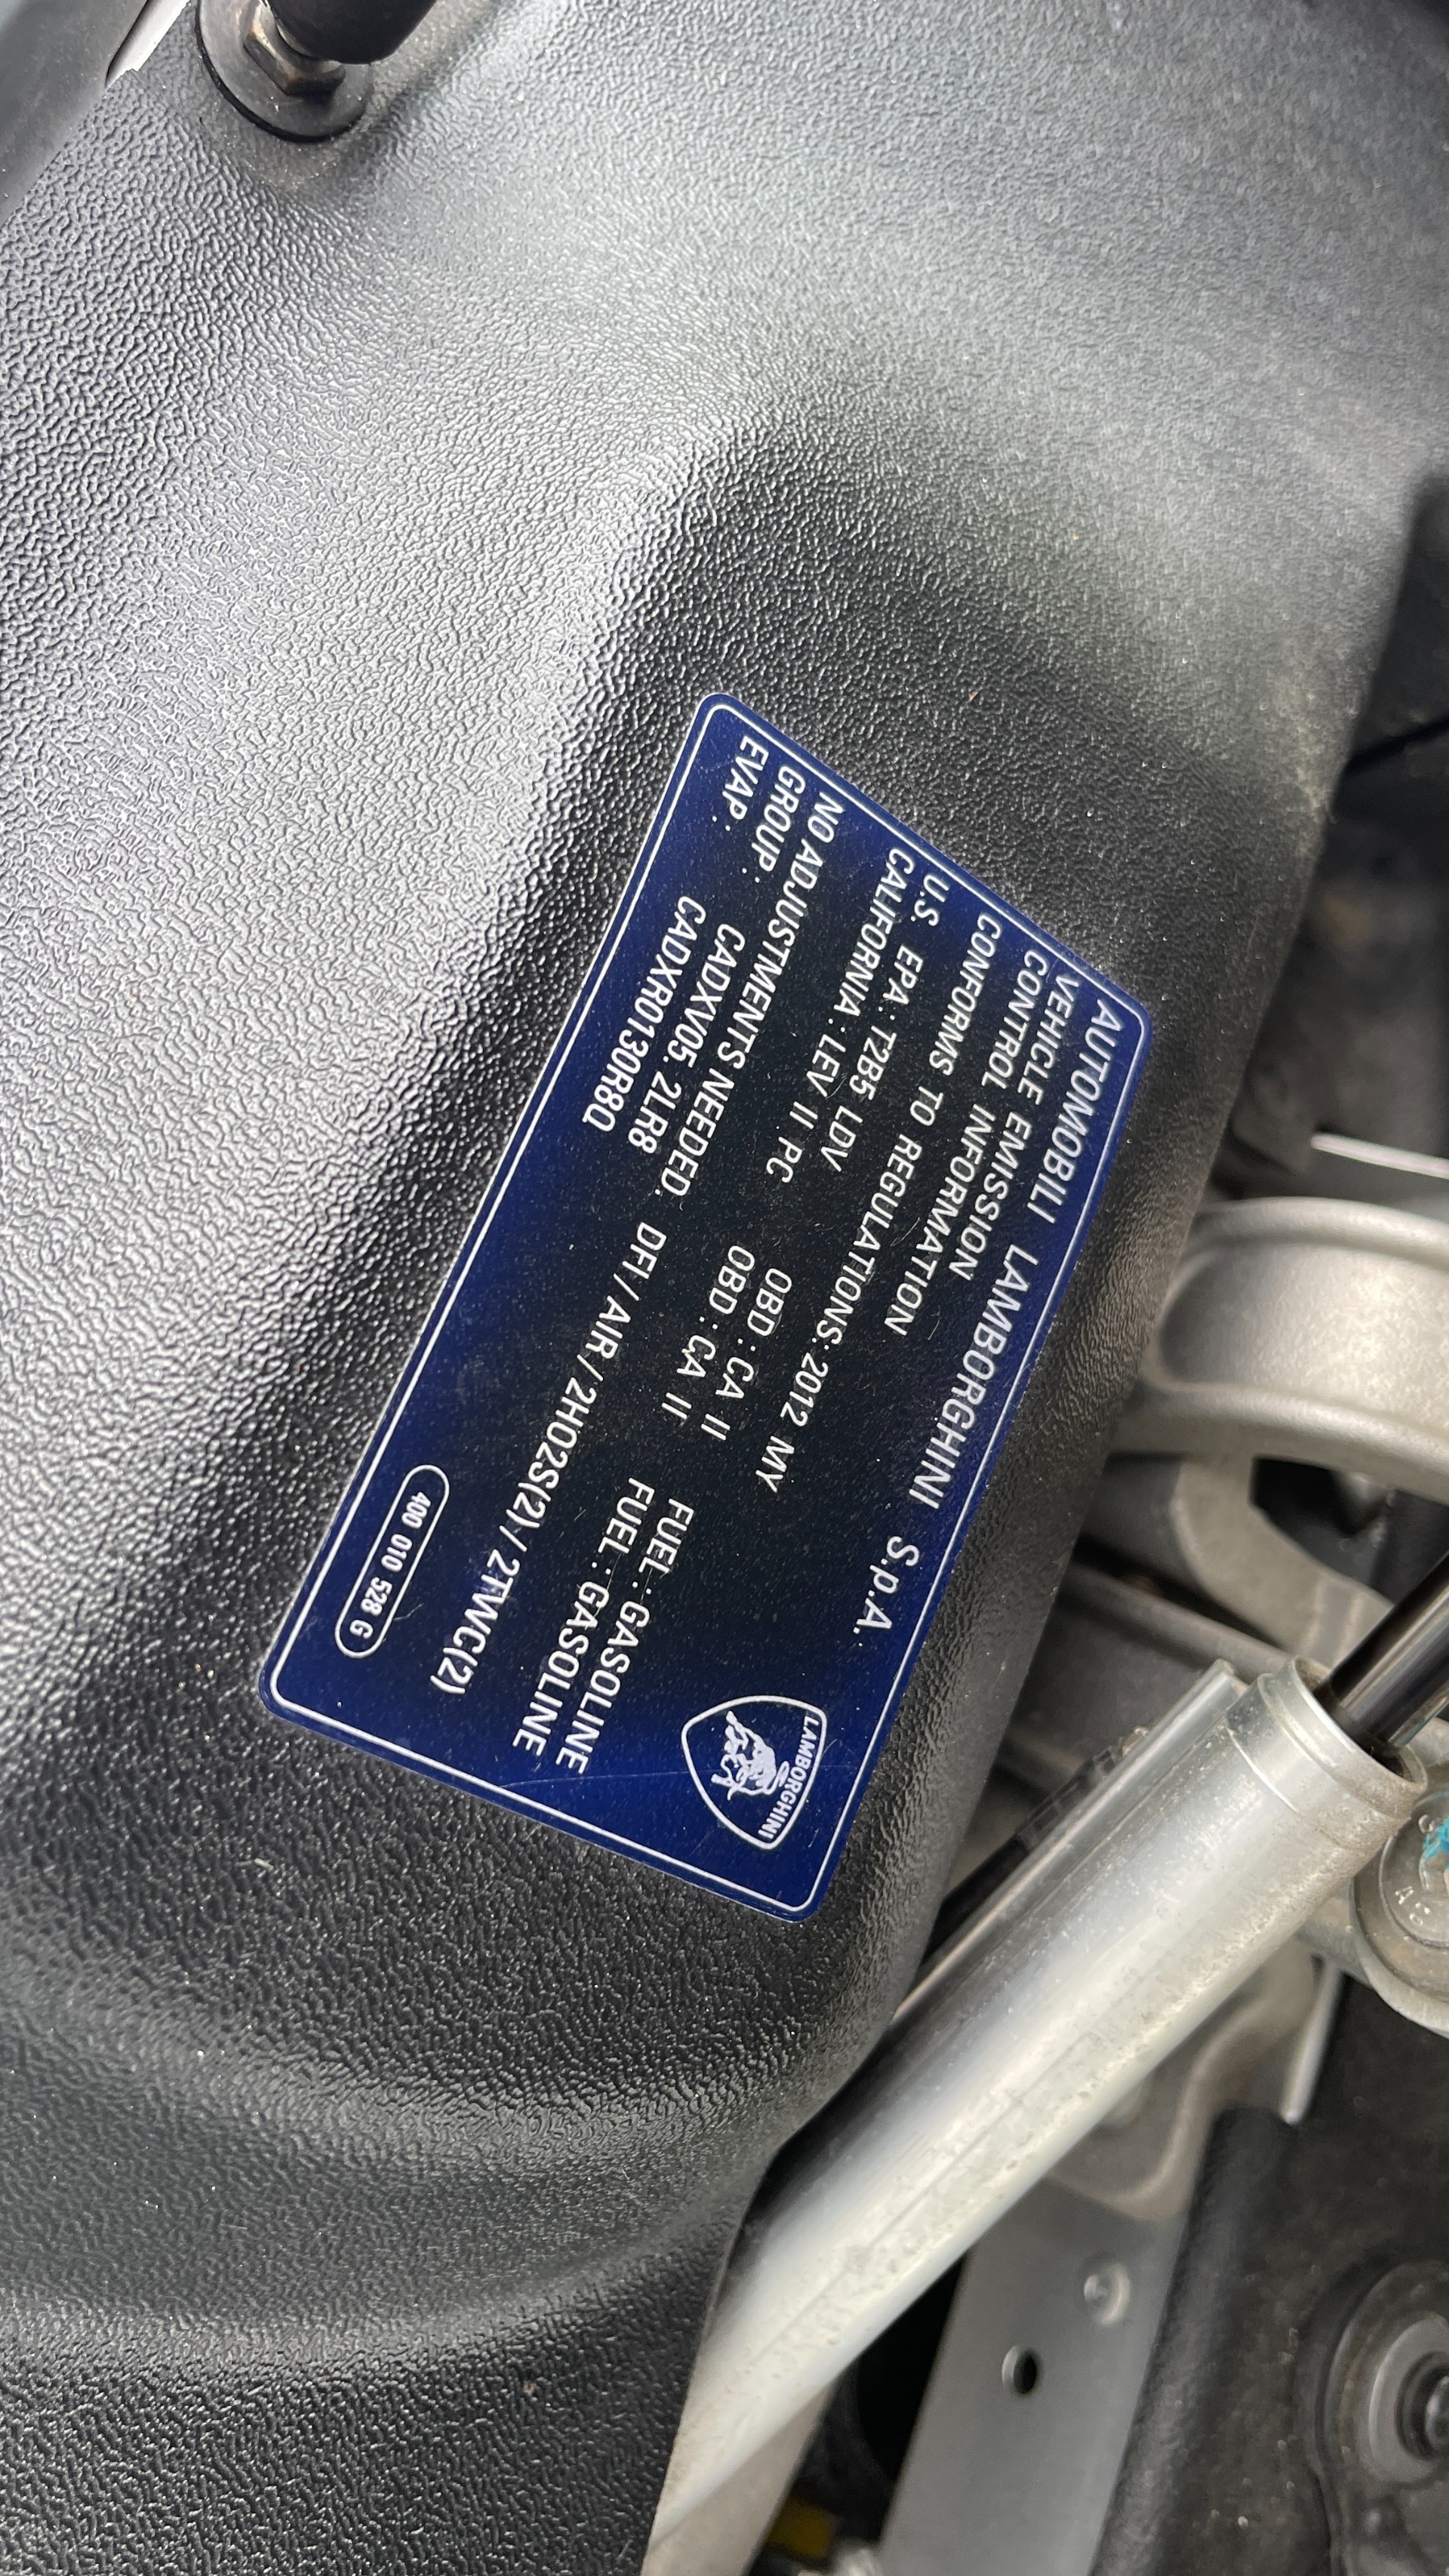 AUTOMOBILI LAMBORGHINI S.p.A.
LAMBORGHINI
VEHICLE EMISSION
CONTROL INFORMATION
CONFORMS TO REGULATIONS: 2012 MY
U.S. EPA : T2B5 LDV OBD : CA II FUEL : GASOLINE
CALIFORNIA : LEV II PC OBD : CA II FUEL : GASOLINE
NO ADJUSTMENTS NEEDED. DFI / AIR / 2HO2S(2) / 2TWC(2)
GROUP : CADXV05.2LR8
EVAP : CADXR0130R8Q
400 010 528 G